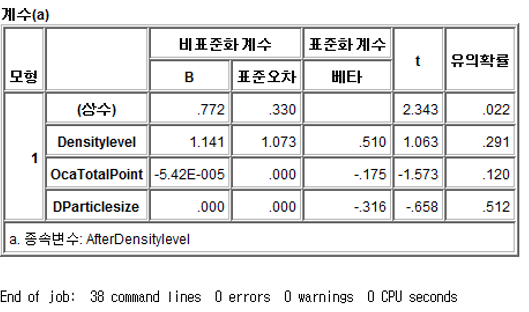 계수(a)
모형 비표준화 계수 표준화 계수 t 유의확률
B 표준오차 베타
1 (상수) .772 .330 2.343 .022
Densitylevel 1.141 1.073 .510 1.063 .291
OcaTotalPoint -5.42E-005 .000 -.175 -1.573 .120
DParticlesize .000 .000 -.316 -.658 .512
a. 종속변수: AfterDensitylevel
End of job: 38 command lines 0 errors 0 warnings 0 CPU seconds